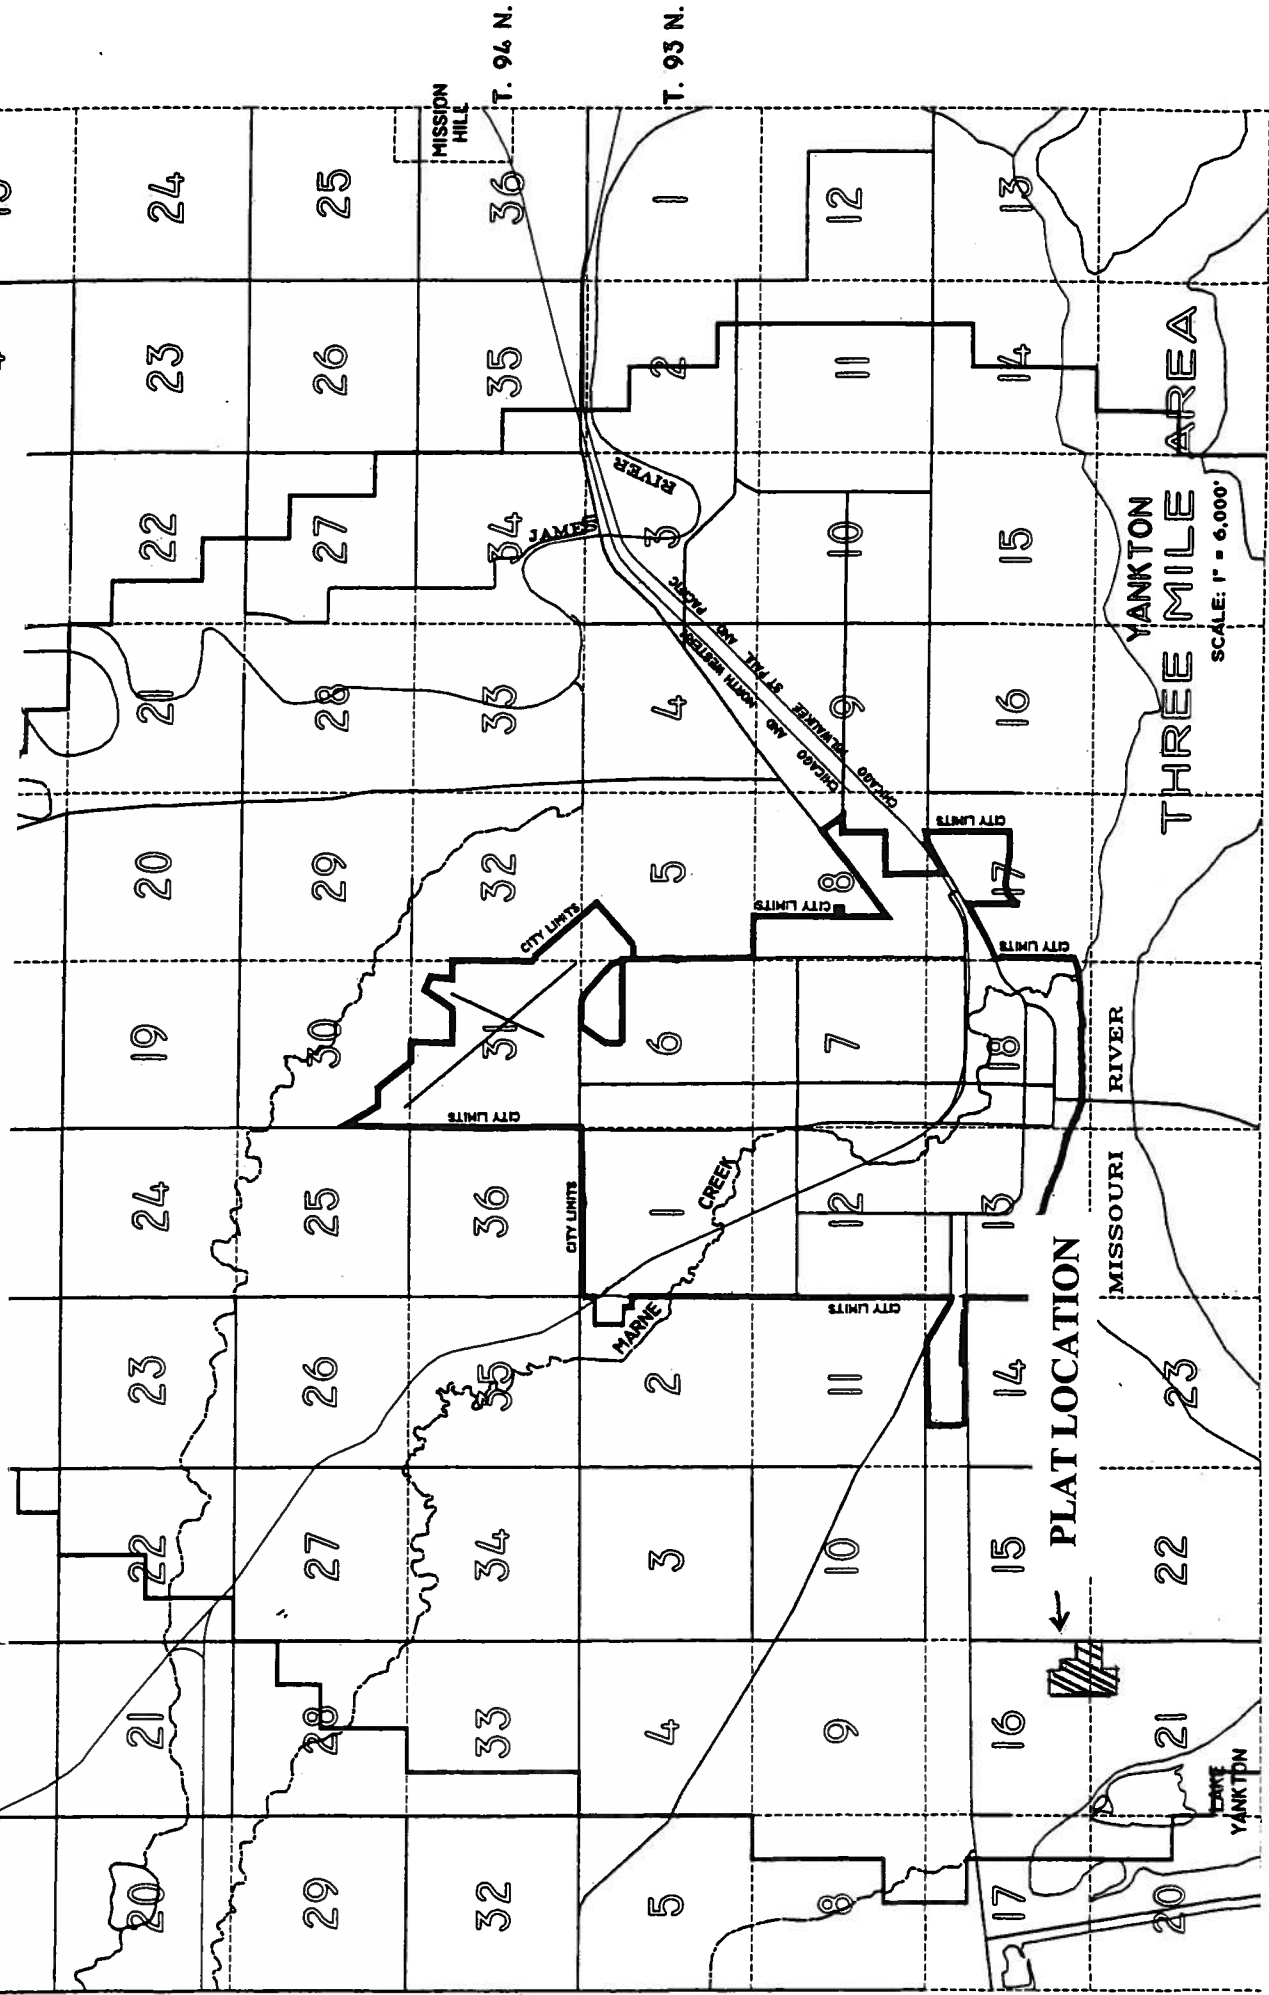 20 21 22 23 24 19 20 21 22 23 24
29 28 27 26 25 30 29 28 27 26 25
MISSION
HILL
32 33 34 35 36 31 32 33 34 35 36
T. 94 N.
CITY LIMITS
CITY LIMITS
CITY LIMITS
JAMES
RIVER
5 4 3 2 1 6 5 4 3 2 1
T. 93 N.
MARNE
CREEK
CHICAGO AND NORTH WESTERN
CHICAGO MILWAUKEE ST PAUL AND PACIFIC
8 9 10 11 12 7 8 9 10 11 12
CITY LIMITS
CITY LIMITS
17 16 15 14 13 18 17 16 15 14 13
CITY LIMITS
CITY LIMITS
← PLAT LOCATION
MISSOURI RIVER
20 21 22 23
LAKE
YANKTON
YANKTON
THREE MILE AREA
SCALE: 1" = 6,000'